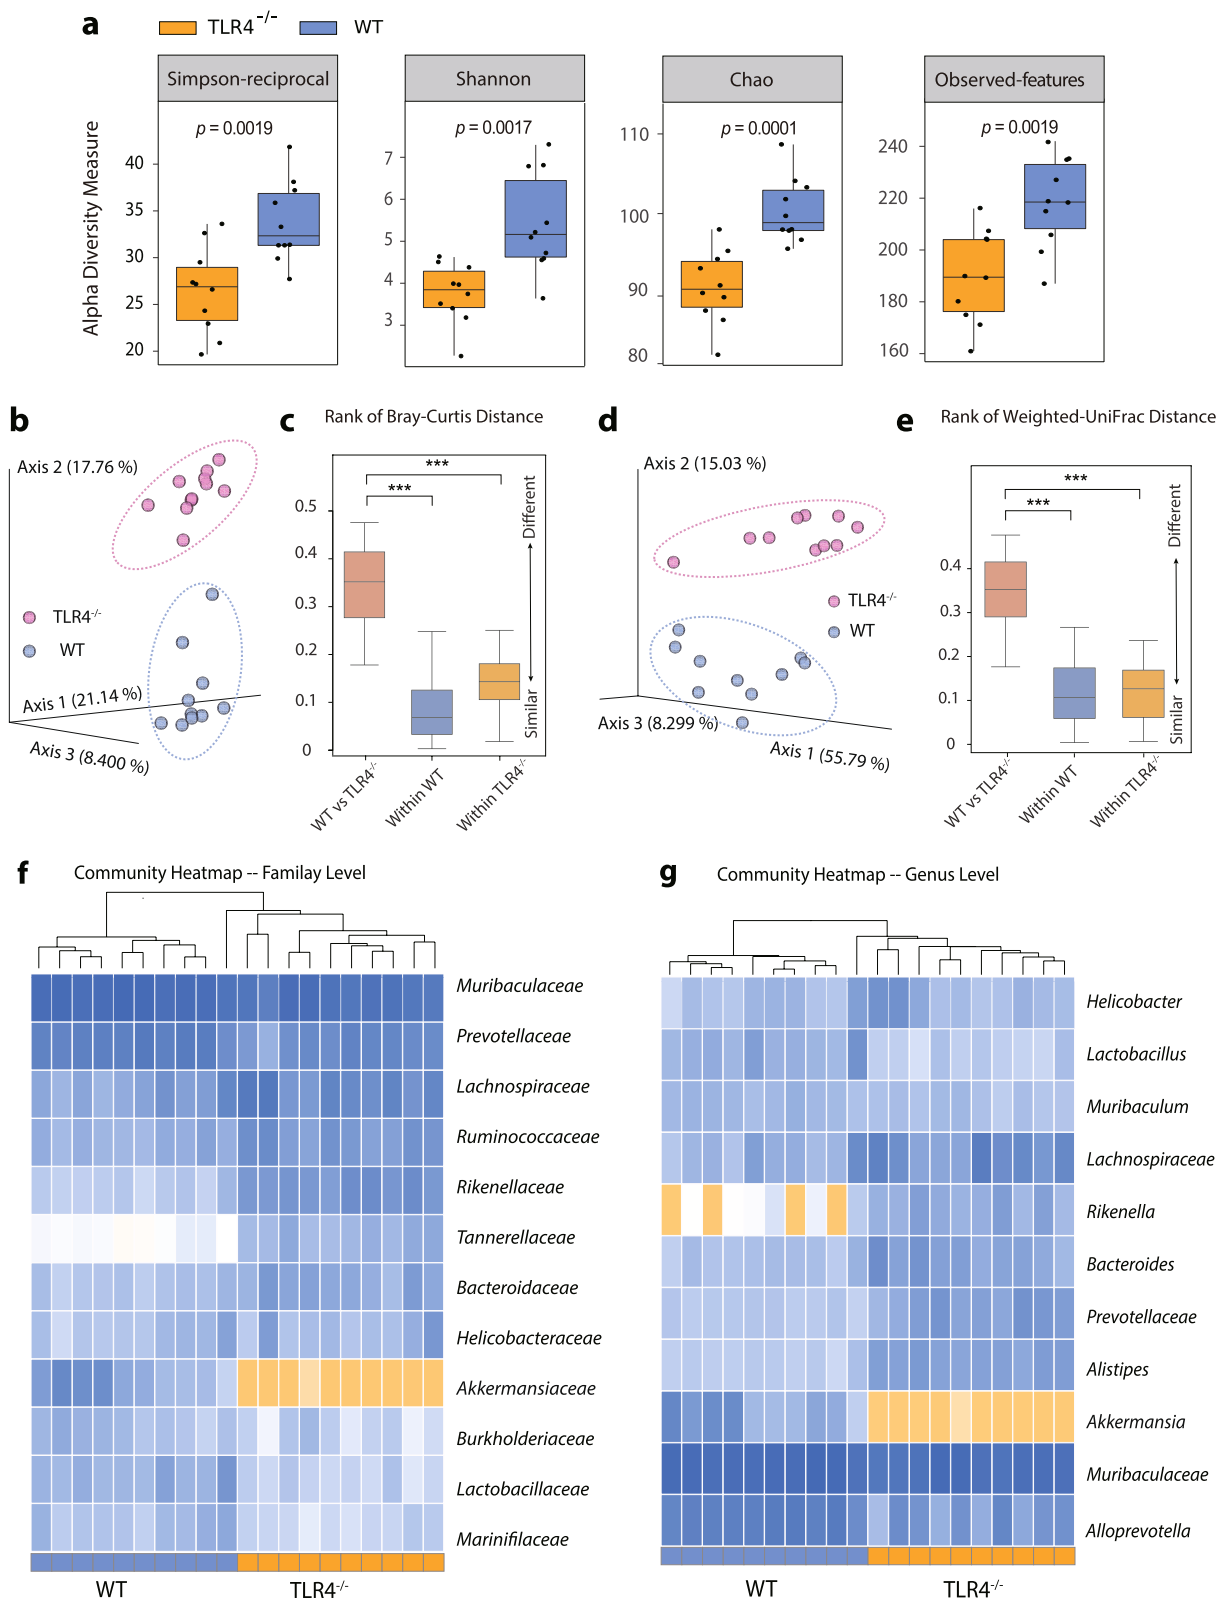 a
TLR4-/- WT
Simpson-reciprocal Shannon Chao Observed-features
Alpha Diversity Measure
p = 0.0019
40
35
30
25
20
p = 0.0017
7
6
5
4
3
p = 0.0001
110
100
90
80
p = 0.0019
240
220
200
180
160
b
Axis 2 (17.76 %)
TLR4-/-
WT
Axis 1 (21.14 %)
Axis 3 (8.400 %)
c Rank of Bray-Curtis Distance
***
***
0.5
0.4
0.3
0.2
0.1
0
Different
Similar
WT vs TLR4-/-
Within WT
Within TLR4-/-
d
Axis 2 (15.03 %)
TLR4-/-
WT
Axis 3 (8.299 %)
Axis 1 (55.79 %)
e Rank of Weighted-UniFrac Distance
***
***
0.4
0.3
0.2
0.1
0
Different
Similar
WT vs TLR4-/-
Within WT
Within TLR4-/-
f Community Heatmap -- Familay Level
Muribaculaceae
Prevotellaceae
Lachnospiraceae
Ruminococcaceae
Rikenellaceae
Tannerellaceae
Bacteroidaceae
Helicobacteraceae
Akkermansiaceae
Burkholderiaceae
Lactobacillaceae
Marinifilaceae
WT TLR4-/-
g Community Heatmap -- Genus Level
Helicobacter
Lactobacillus
Muribaculum
Lachnospiraceae
Rikenella
Bacteroides
Prevotellaceae
Alistipes
Akkermansia
Muribaculaceae
Alloprevotella
WT TLR4-/-